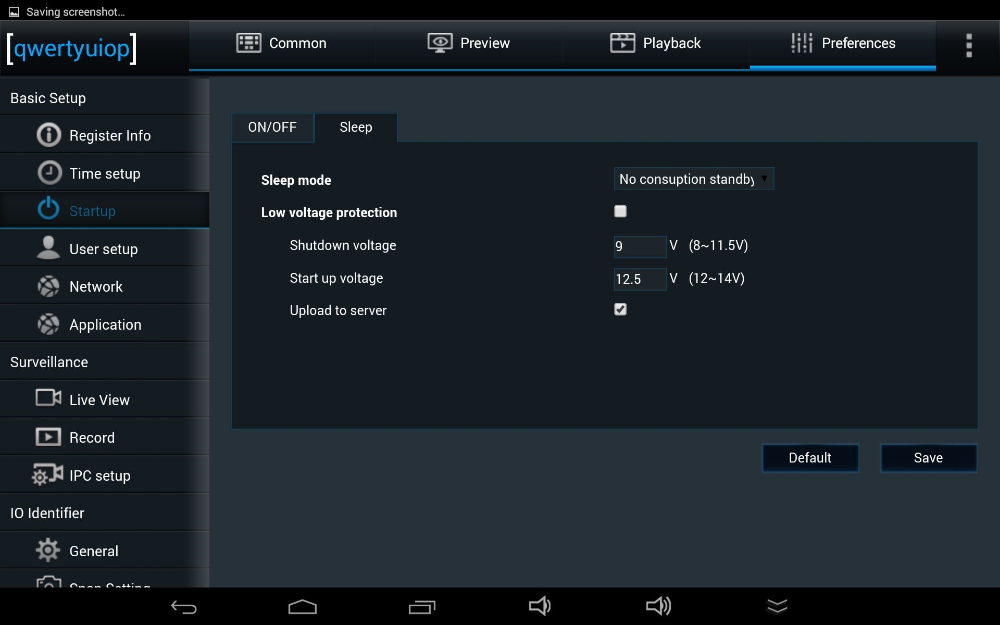 Saving screenshot...
[qwertyuiop]
Common
Preview
Playback
Preferences
Basic Setup
Register Info
Time setup
Startup
User setup
Network
Application
Surveillance
Live View
Record
IPC setup
IO Identifier
General
Snap Setting
ON/OFF
Sleep
Sleep mode
No consuption standby
Low voltage protection
Shutdown voltage
9 V (8~11.5V)
Start up voltage
12.5 V (12~14V)
Upload to server
Default
Save